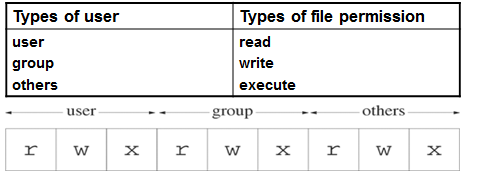 Types of user Types of file permission
user read
group write
others execute
user group others
r w x r w x r w x